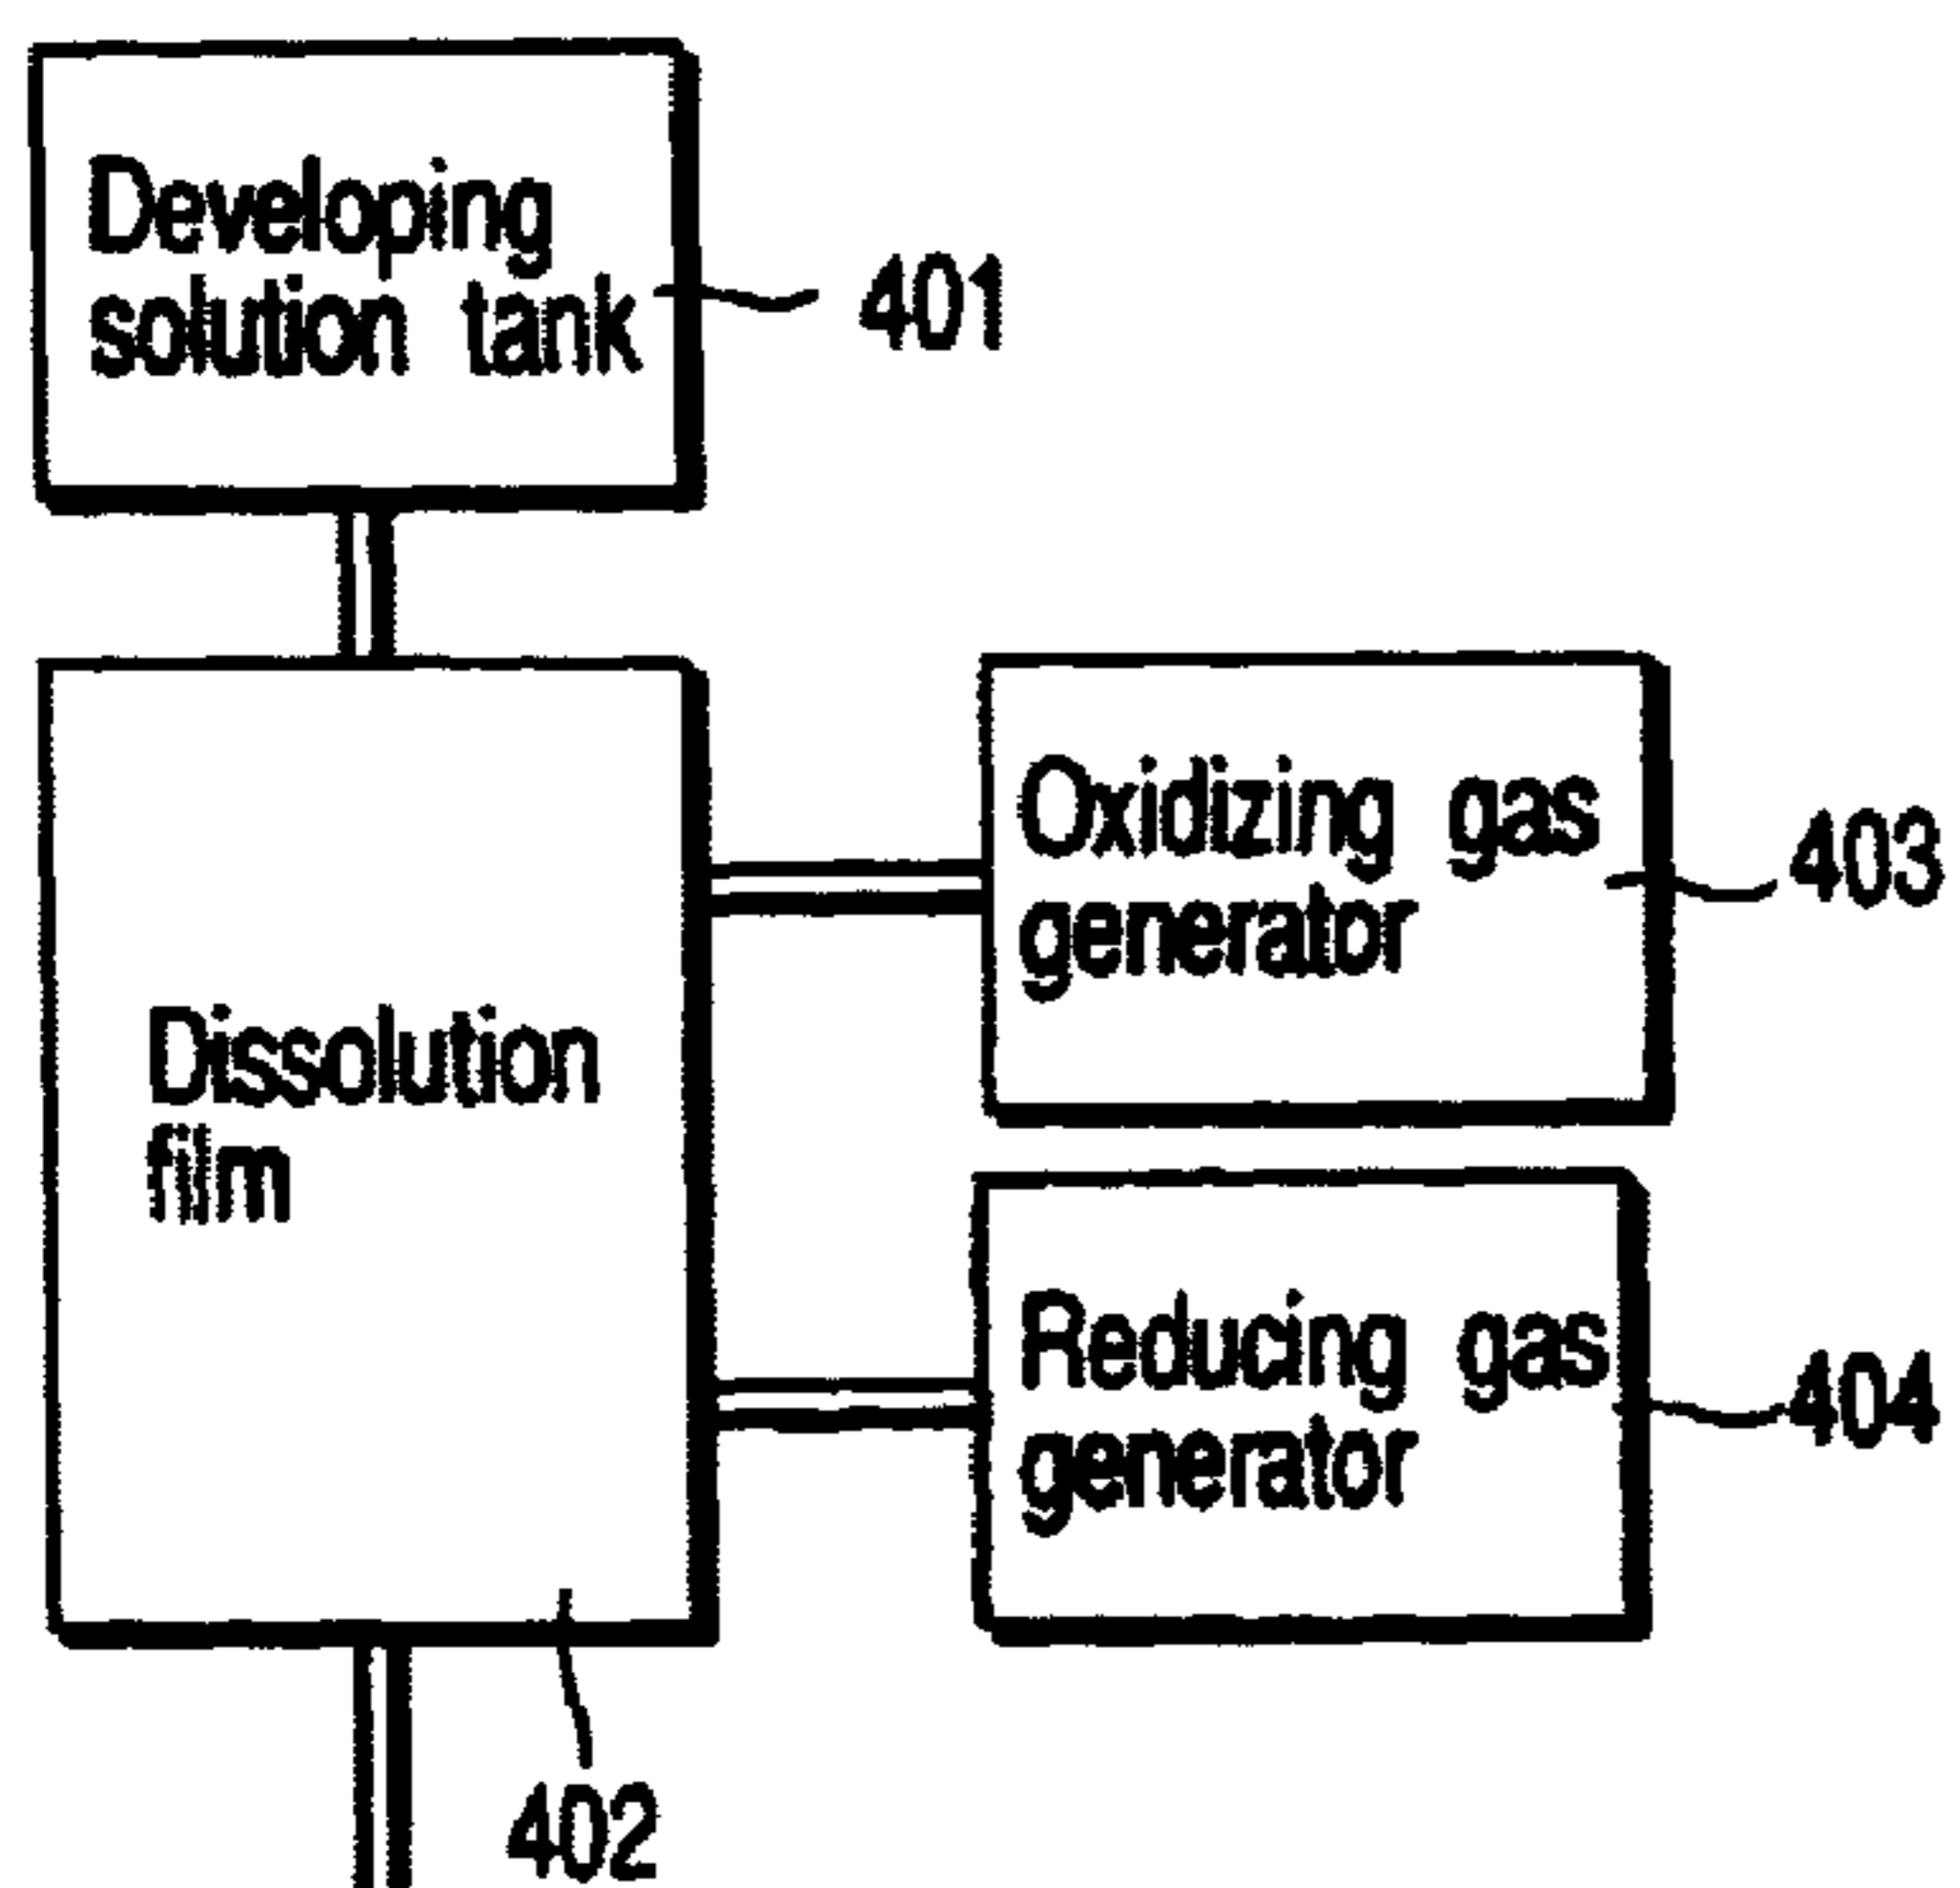 Developing
solution tank
401
Oxidizing gas
generator
403
Dissolution
film
Reducing gas
generator
404
402